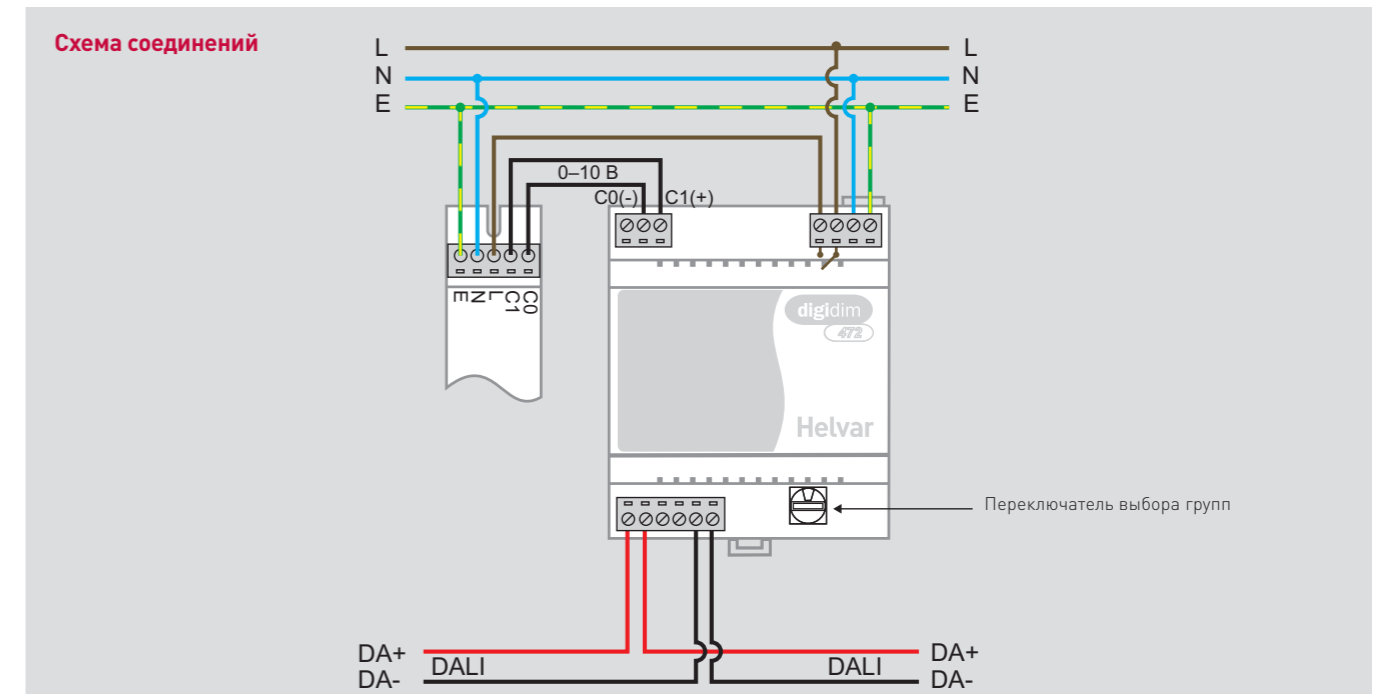 Схема соединений
L
L
N
N
E
E
0–10 В
C0(-)
C1(+)
E
N
L
C1
C0
digidim
472
Helvar
Переключатель выбора групп
DA+
DALI
DALI
DA+
DA-
DA-